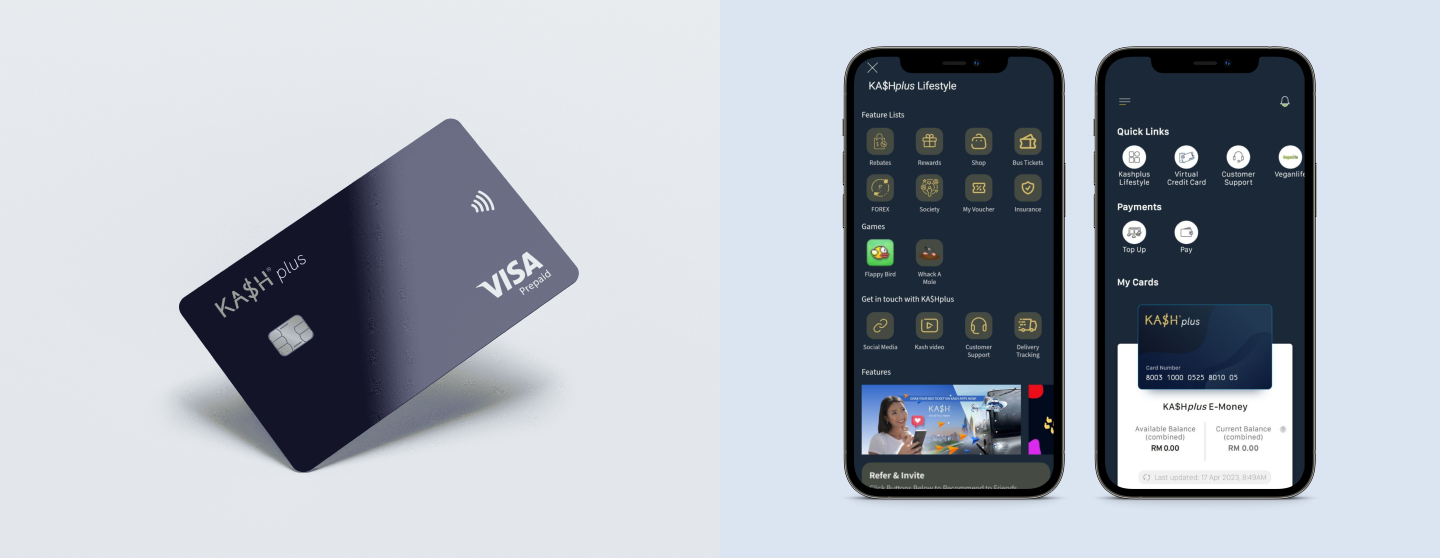 KA$H® plus
VISA
Prepaid
KA$Hplus Lifestyle
Feature Lists
Rebates
Rewards
Shop
Bus Tickets
FOREX
Society
My Voucher
Insurance
Games
Flappy Bird
Whack A
Mole
Get in touch with KA$Hplus
Social Media
Kash video
Customer
Support
Delivery
Tracking
Features
KA$H
Refer & Invite
Click Buttons Below to Recommend to Friends
Quick Links
Kashplus
Lifestyle
Virtual
Credit Card
Customer
Support
Veganlife
Payments
Top Up
Pay
My Cards
KA$H® plus
Card Number
8003 1000 0525 8010 05
KA$Hplus E-Money
Available Balance
(combined)
RM 0.00
Current Balance
(combined)
RM 0.00
Last updated: 17 Apr 2023, 8:49AM